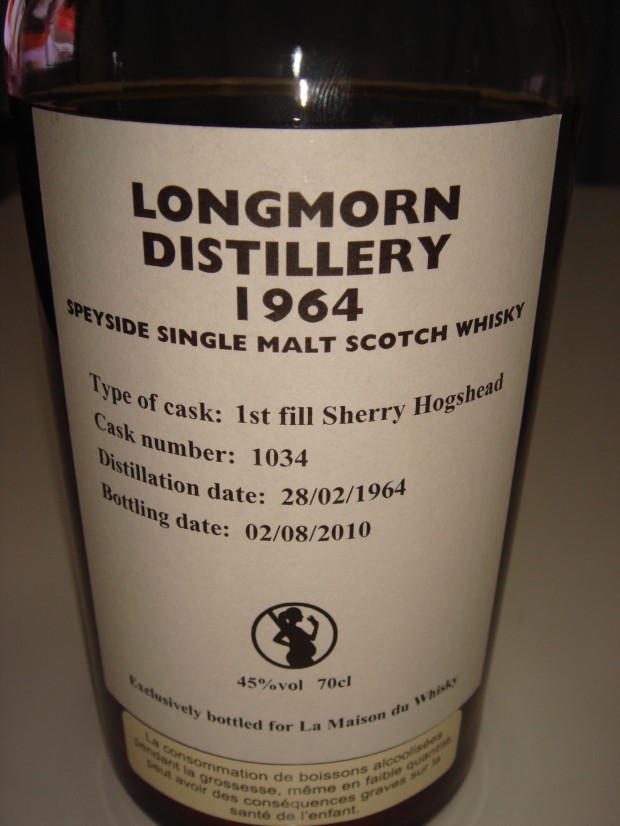 LONGMORN
DISTILLERY
1964
SPEYSIDE SINGLE MALT SCOTCH WHISKY
Type of cask: 1st fill Sherry Hogshead
Cask number: 1034
Distillation date: 28/02/1964
Bottling date: 02/08/2010
45%vol 70cl
Exclusively bottled for La Maison du Whisky
La consommation de boissons alcoolisées
pendant la grossesse, même en faible quantité,
peut avoir des conséquences graves sur la
santé de l'enfant.